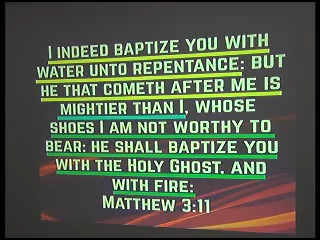 I INDEED BAPTIZE YOU WITH
WATER UNTO REPENTANCE: BUT
HE THAT COMETH AFTER ME IS
MIGHTIER THAN I, WHOSE
SHOES I AM NOT WORTHY TO
BEAR: HE SHALL BAPTIZE YOU
WITH THE HOLY GHOST, AND
WITH FIRE:
MATTHEW 3:11